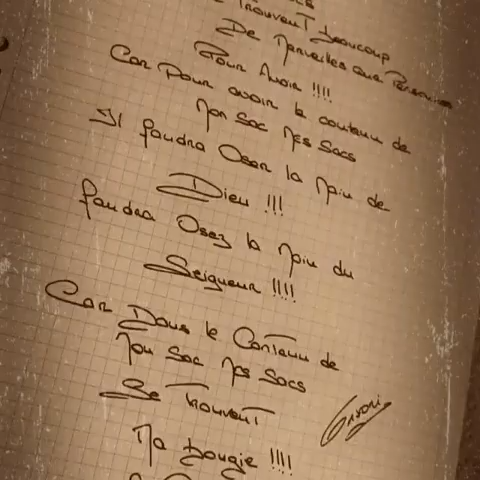 Se Trouvent beaucoup
De Merveilles que Personne
Pour Avoir !!!!
Car Pour avoir le contenu de
Mon Sac Mes Sacs
Il faudra Oser la Main de
Dieu !!!
faudra Osez la Main du
Seigneur !!!!
Car Dans le Contenu de
Mon Sac Mes Sacs
Se Trouvent
Ma Bougie !!!!